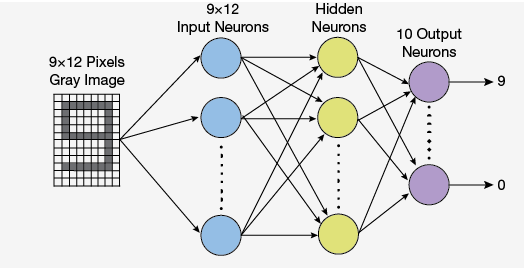 9×12
Input Neurons
Hidden
Neurons
10 Output
Neurons
9×12 Pixels
Gray Image
9
0